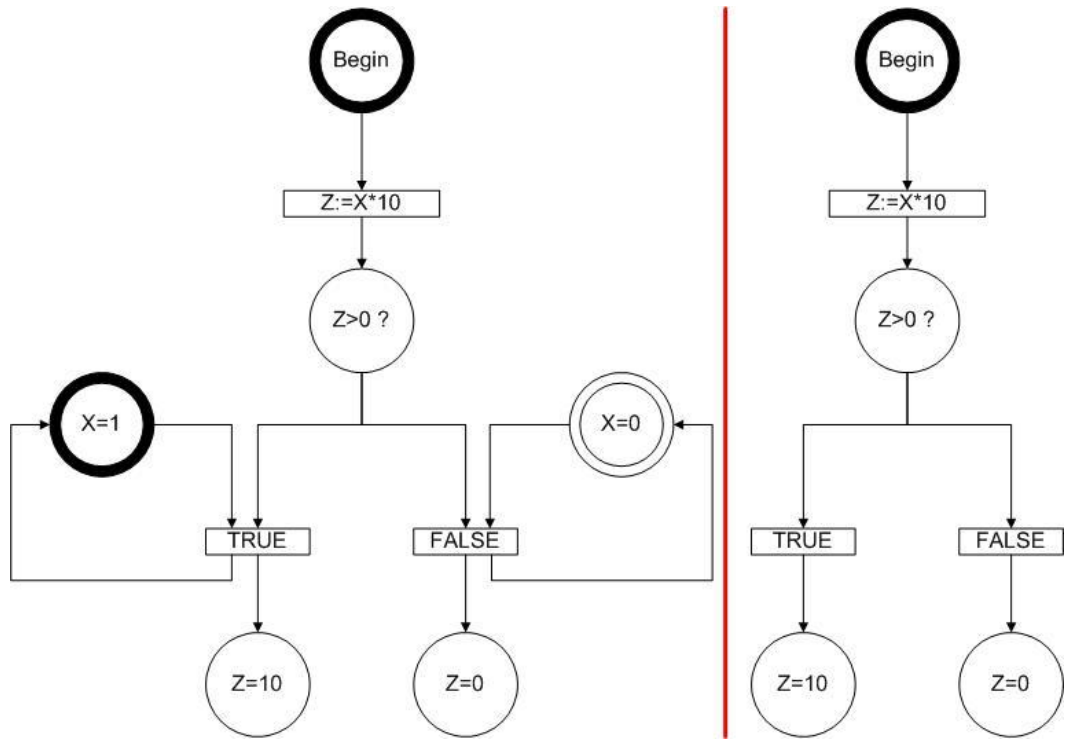 Begin
Z:=X*10
Z>0 ?
X=1
X=0
TRUE
FALSE
Z=10
Z=0
Begin
Z:=X*10
Z>0 ?
TRUE
FALSE
Z=10
Z=0